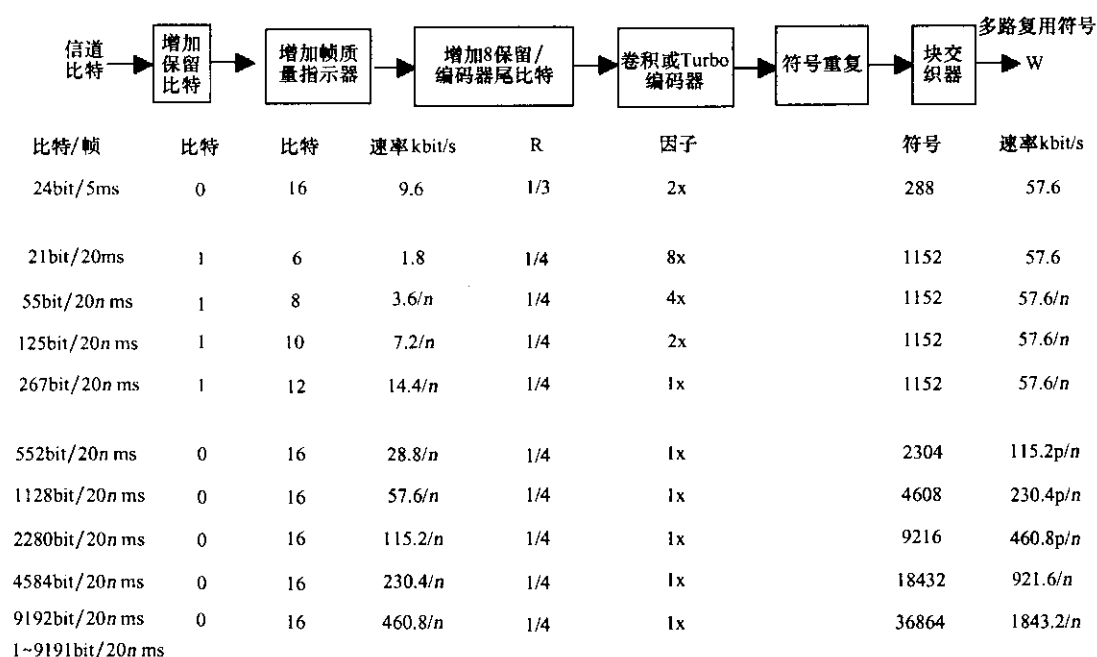 多路复用符号
信道
比特
增加
保留
比特
增加帧质
量指示器
增加8保留/
编码器尾比特
卷积或Turbo
编码器
符号重复
块交
织器
W
比特/帧 比特 比特 速率kbit/s R 因子 符号 速率kbit/s
24bit/5ms 0 16 9.6 1/3 2x 288 57.6
21bit/20ms 1 6 1.8 1/4 8x 1152 57.6
55bit/20n ms 1 8 3.6/n 1/4 4x 1152 57.6/n
125bit/20n ms 1 10 7.2/n 1/4 2x 1152 57.6/n
267bit/20n ms 1 12 14.4/n 1/4 1x 1152 57.6/n
552bit/20n ms 0 16 28.8/n 1/4 1x 2304 115.2p/n
1128bit/20n ms 0 16 57.6/n 1/4 1x 4608 230.4p/n
2280bit/20n ms 0 16 115.2/n 1/4 1x 9216 460.8p/n
4584bit/20n ms 0 16 230.4/n 1/4 1x 18432 921.6/n
9192bit/20n ms 0 16 460.8/n 1/4 1x 36864 1843.2/n
1~9191bit/20n ms